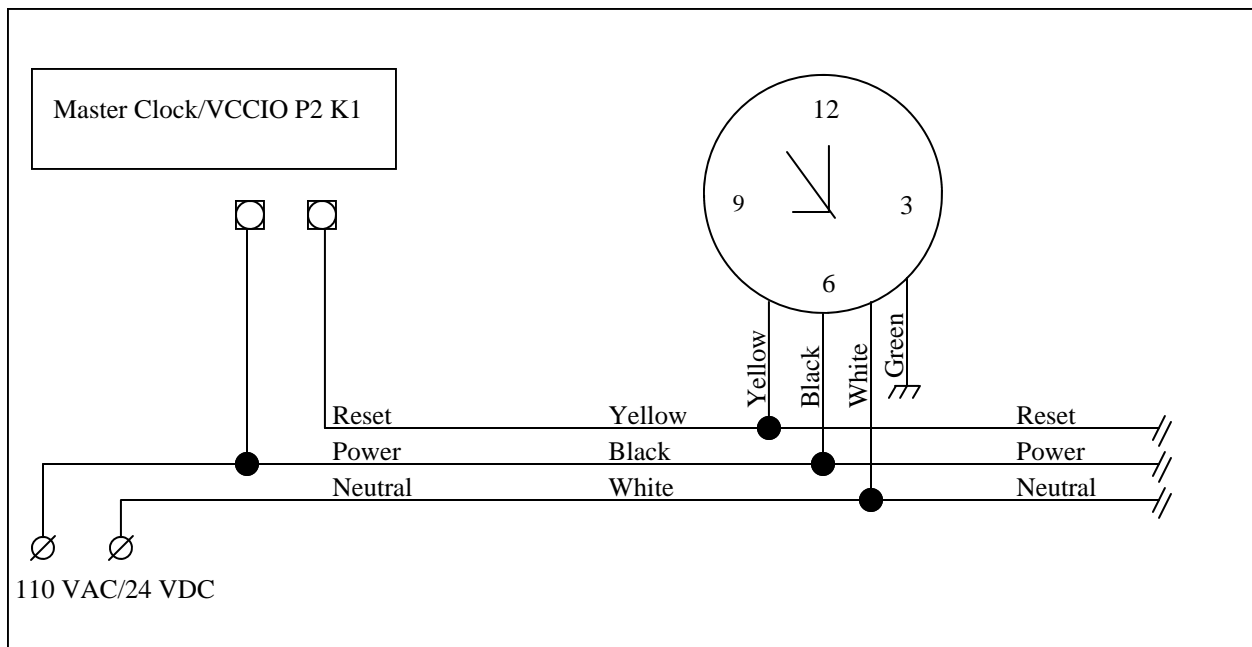 Master Clock/VCCIO P2 K1
12
9
3
6
Yellow
Black
White
Green
Reset Yellow Reset
Power Black Power
Neutral White Neutral
110 VAC/24 VDC